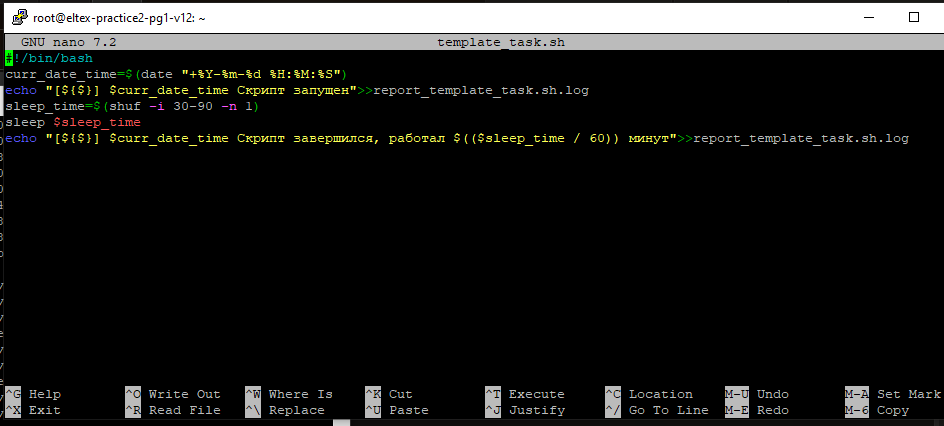 root@eltex-practice2-pg1-v12: ~
GNU nano 7.2 template_task.sh
#!/bin/bash
curr_date_time=$(date "+%Y-%m-%d %H:%M:%S")
echo "[${$}] $curr_date_time Скрипт запущен">>report_template_task.sh.log
sleep_time=$(shuf -i 30-90 -n 1)
sleep $sleep_time
echo "[${$}] $curr_date_time Скрипт завершился, работал $(($sleep_time / 60)) минут">>report_template_task.sh.log
^G Help ^O Write Out ^W Where Is ^K Cut ^T Execute ^C Location M-U Undo M-A Set Mark
^X Exit ^R Read File ^\ Replace ^U Paste ^J Justify ^/ Go To Line M-E Redo M-6 Copy